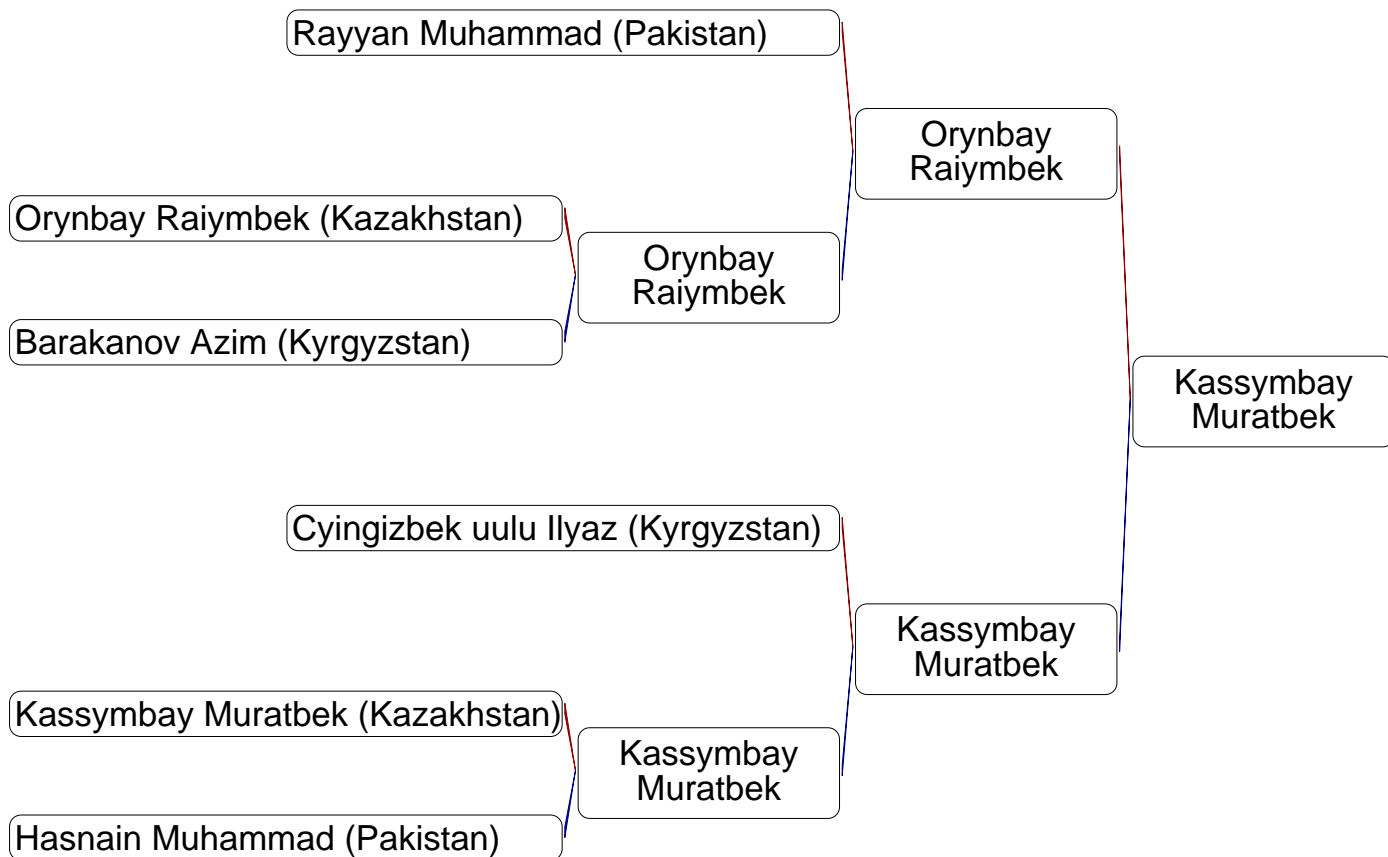 Rayyan Muhammad (Pakistan)
Orynbay
Raiymbek
Orynbay Raiymbek (Kazakhstan)
Orynbay
Raiymbek
Barakanov Azim (Kyrgyzstan)
Kassymbay
Muratbek
Cyingizbek uulu Ilyaz (Kyrgyzstan)
Kassymbay
Muratbek
Kassymbay Muratbek (Kazakhstan)
Kassymbay
Muratbek
Hasnain Muhammad (Pakistan)